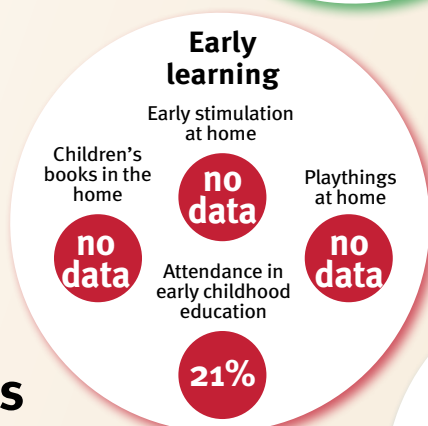 Early
learning
Early stimulation
at home
no
data
Children's
books in the
home
no
data
Playthings
at home
no
data
Attendance in
early childhood
education
21%
s